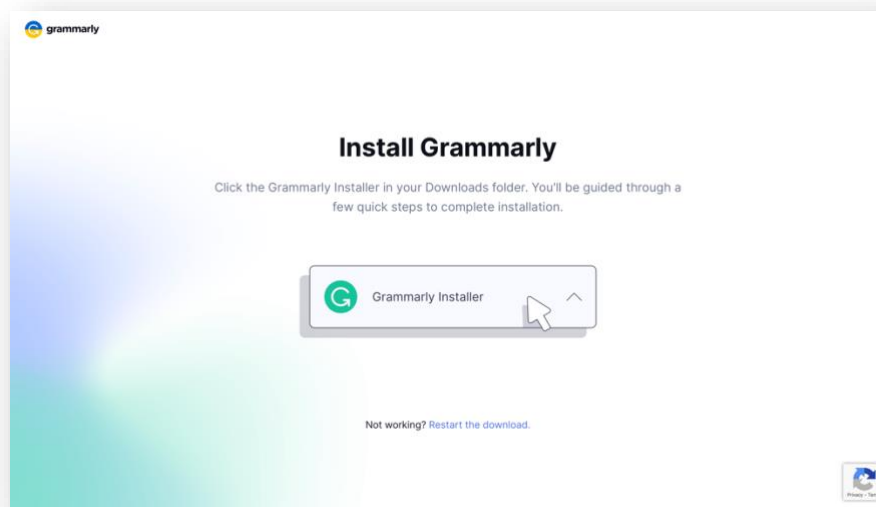 grammarly
Install Grammarly
Click the Grammarly Installer in your Downloads folder. You'll be guided through a
few quick steps to complete installation.
Grammarly Installer
Not working? Restart the download.
Privacy -